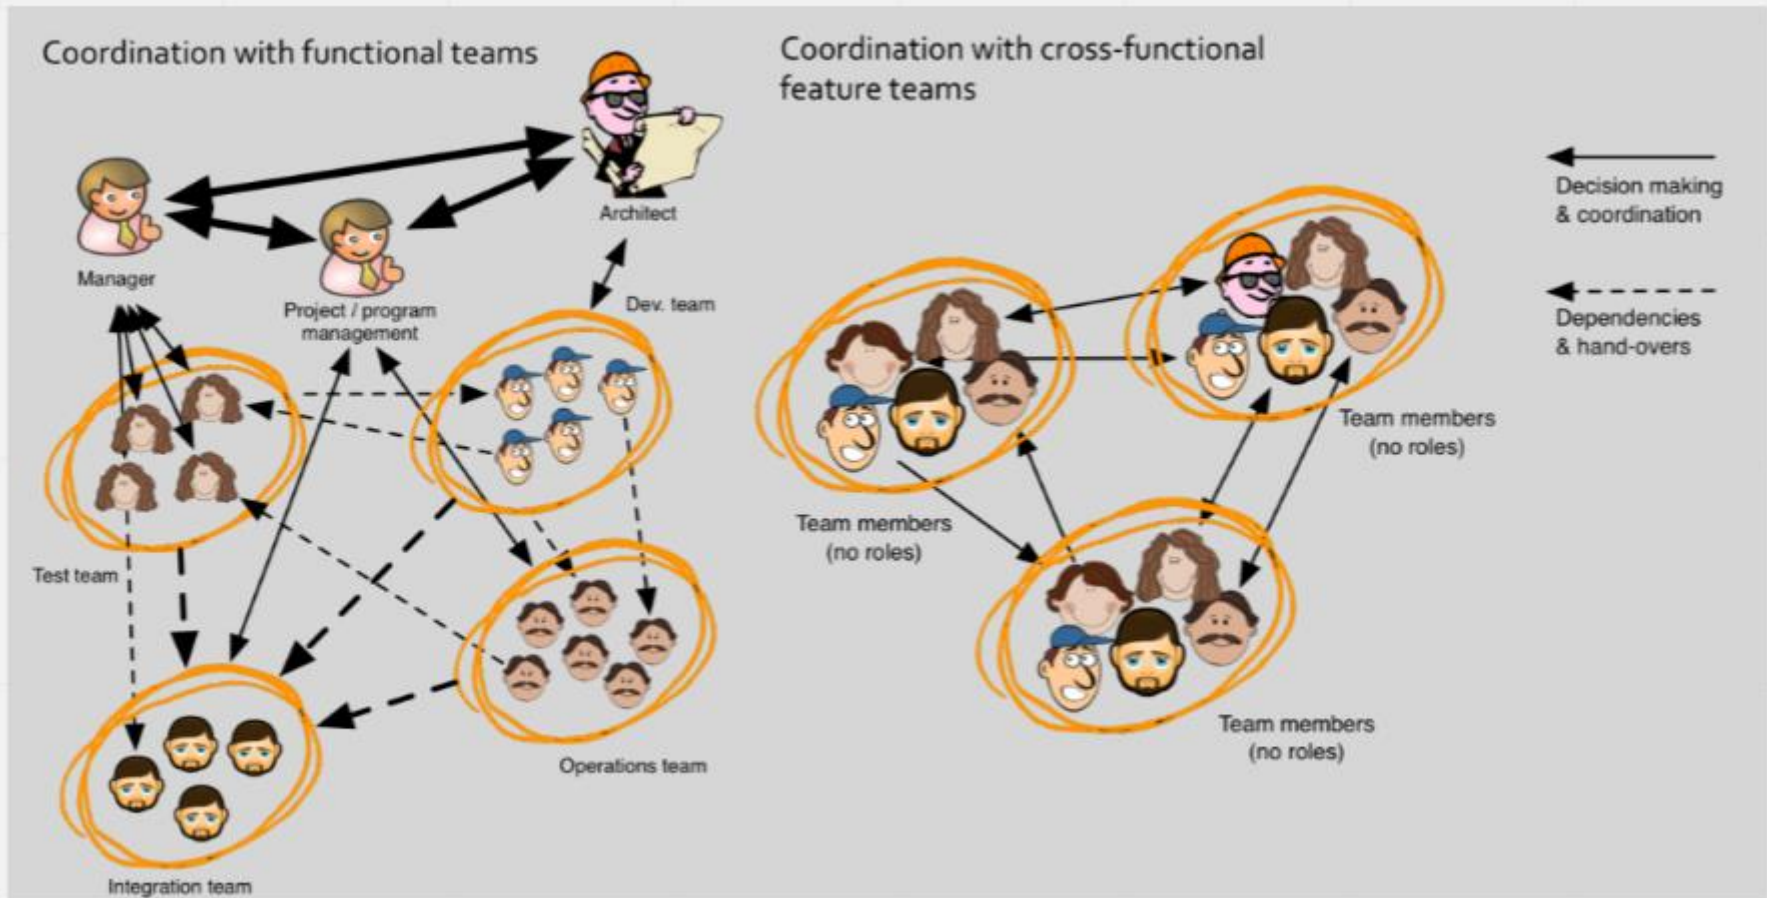 Coordination with functional teams
Architect
Manager
Project / program
management
Dev. team
Test team
Operations team
Integration team
Coordination with cross-functional
feature teams
Decision making
& coordination
Dependencies
& hand-overs
Team members
(no roles)
Team members
(no roles)
Team members
(no roles)